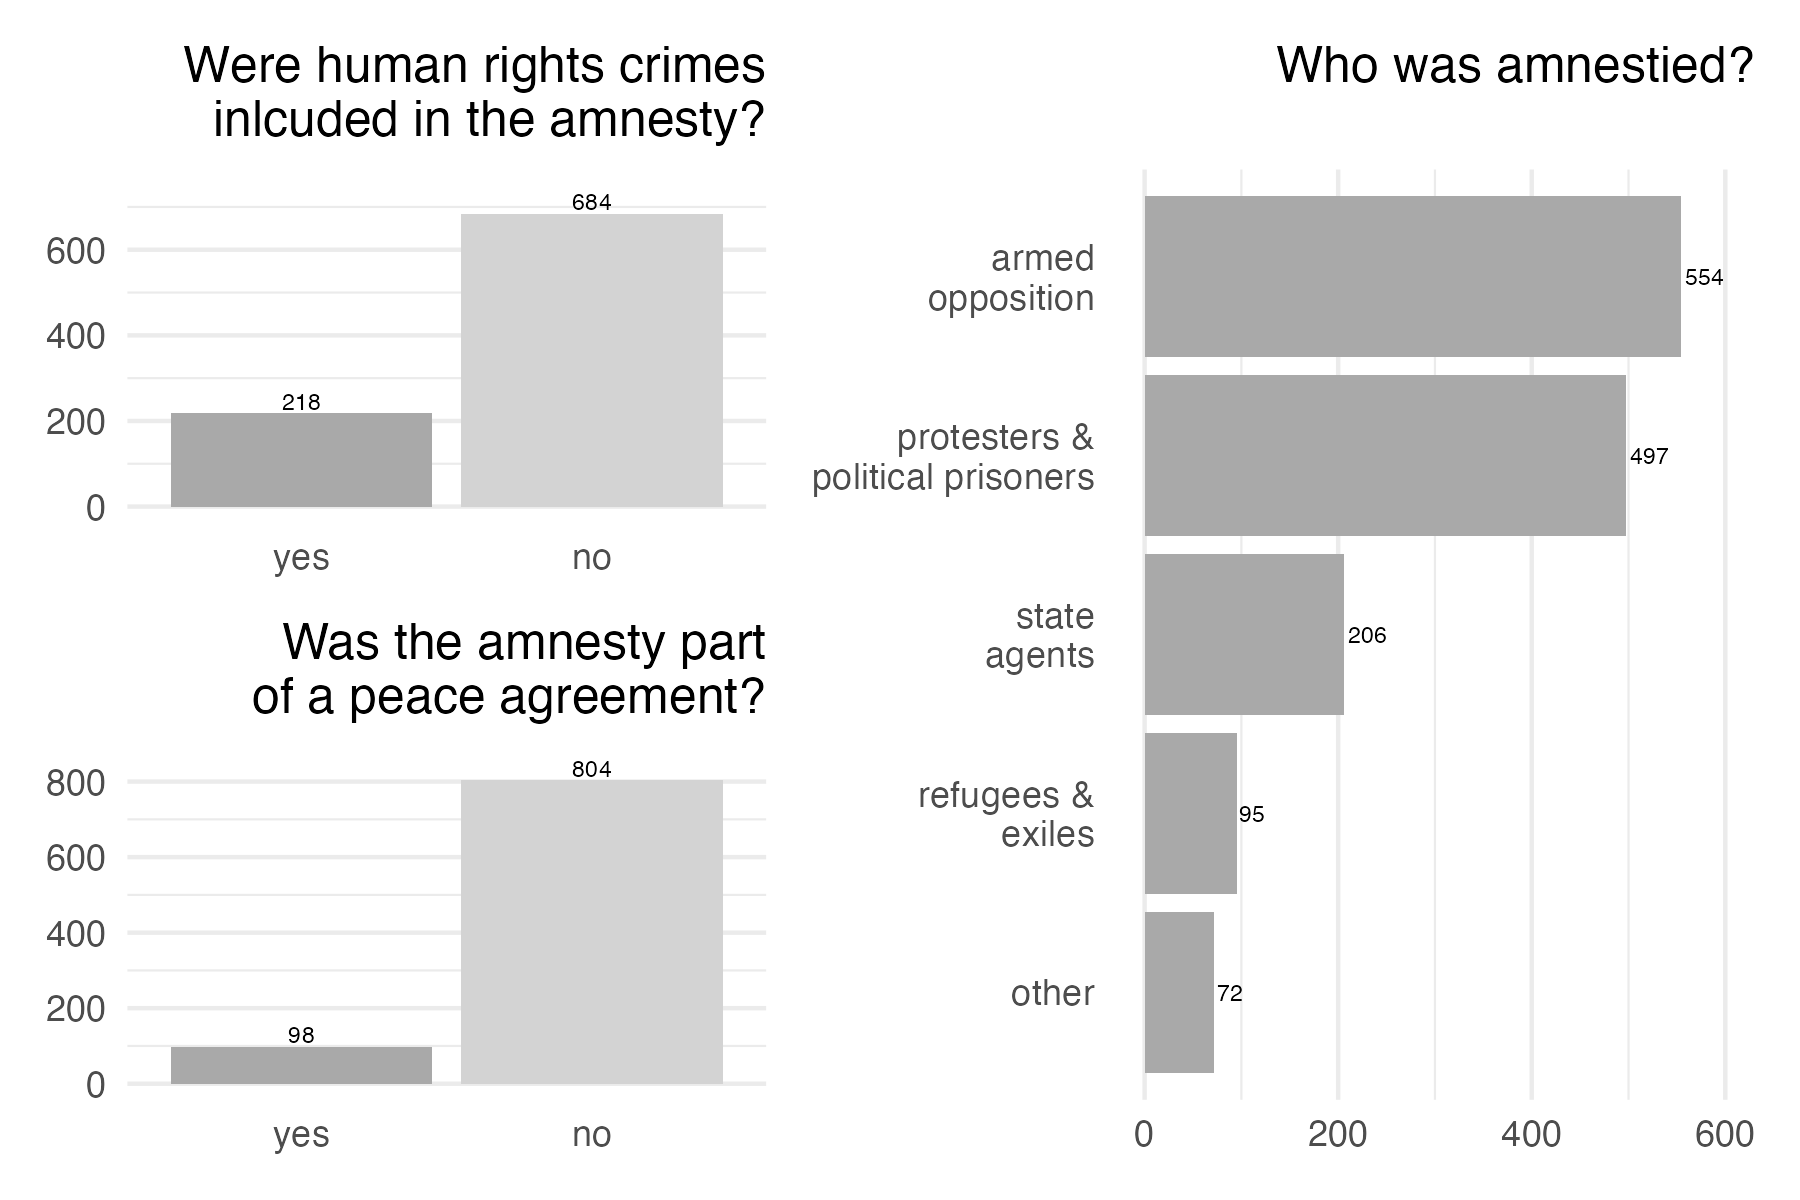 Were human rights crimes
inlcuded in the amnesty?
684
600
400
218
200
0
yes
no
Was the amnesty part
of a peace agreement?
804
800
600
400
200
98
0
yes
no
Who was amnestied?
armed
opposition
554
protesters &
political prisoners
497
state
agents
206
refugees &
exiles
95
other
72
0
200
400
600